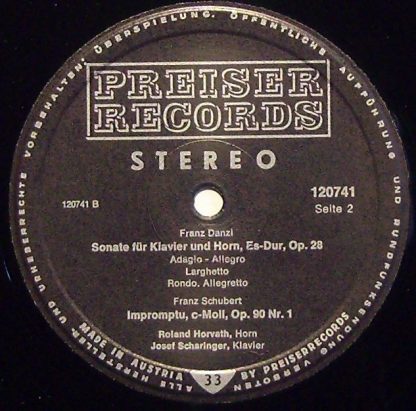 PREISER
RECORDS
STEREO
120741 B
120741
Seite 2
Franz Danzi
Sonate für Klavier und Horn, Es-Dur, Op. 28
Adagio - Allegro
Larghetto
Rondo. Allegretto
Franz Schubert
Impromptu, c-Moll, Op. 90 Nr. 1
Roland Horvath, Horn
Josef Scharinger, Klavier
33
MADE IN AUSTRIA
BY PREISERRECORDS
ALLE HERSTELLER- UND URHEBERRECHTE VORBEHALTEN. ÜBERSPIELUNG, ÖFFENTLICHE AUFFÜHRUNG UND RUNDFUNKSENDUNG VERBOTEN